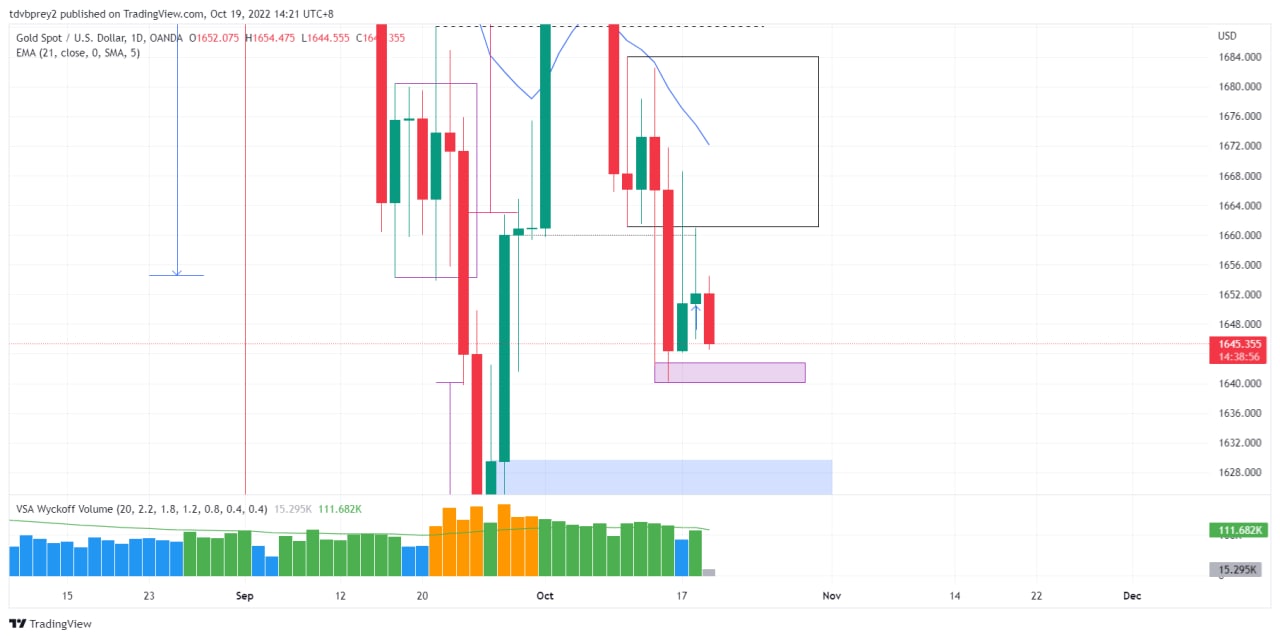 tdvbprey2 published on TradingView.com, Oct 19, 2022 14:21 UTC+8
Gold Spot / U.S. Dollar, 1D, OANDA O1652.075 H1654.475 L1644.555
EMA (21, close, 0, SMA, 5)
USD
1684.000
1680.000
1676.000
1672.000
1668.000
1664.000
1660.000
1656.000
1652.000
1648.000
1645.355
14:38:56
1640.000
1636.000
1632.000
1628.000
VSA Wyckoff Volume (20, 2.2, 1.8, 1.2, 0.8, 0.4, 0.4) 15.295K 111.682K
111.682K
15.295K
15 23 Sep 12 20 Oct 17 Nov 14 22 Dec
TradingView